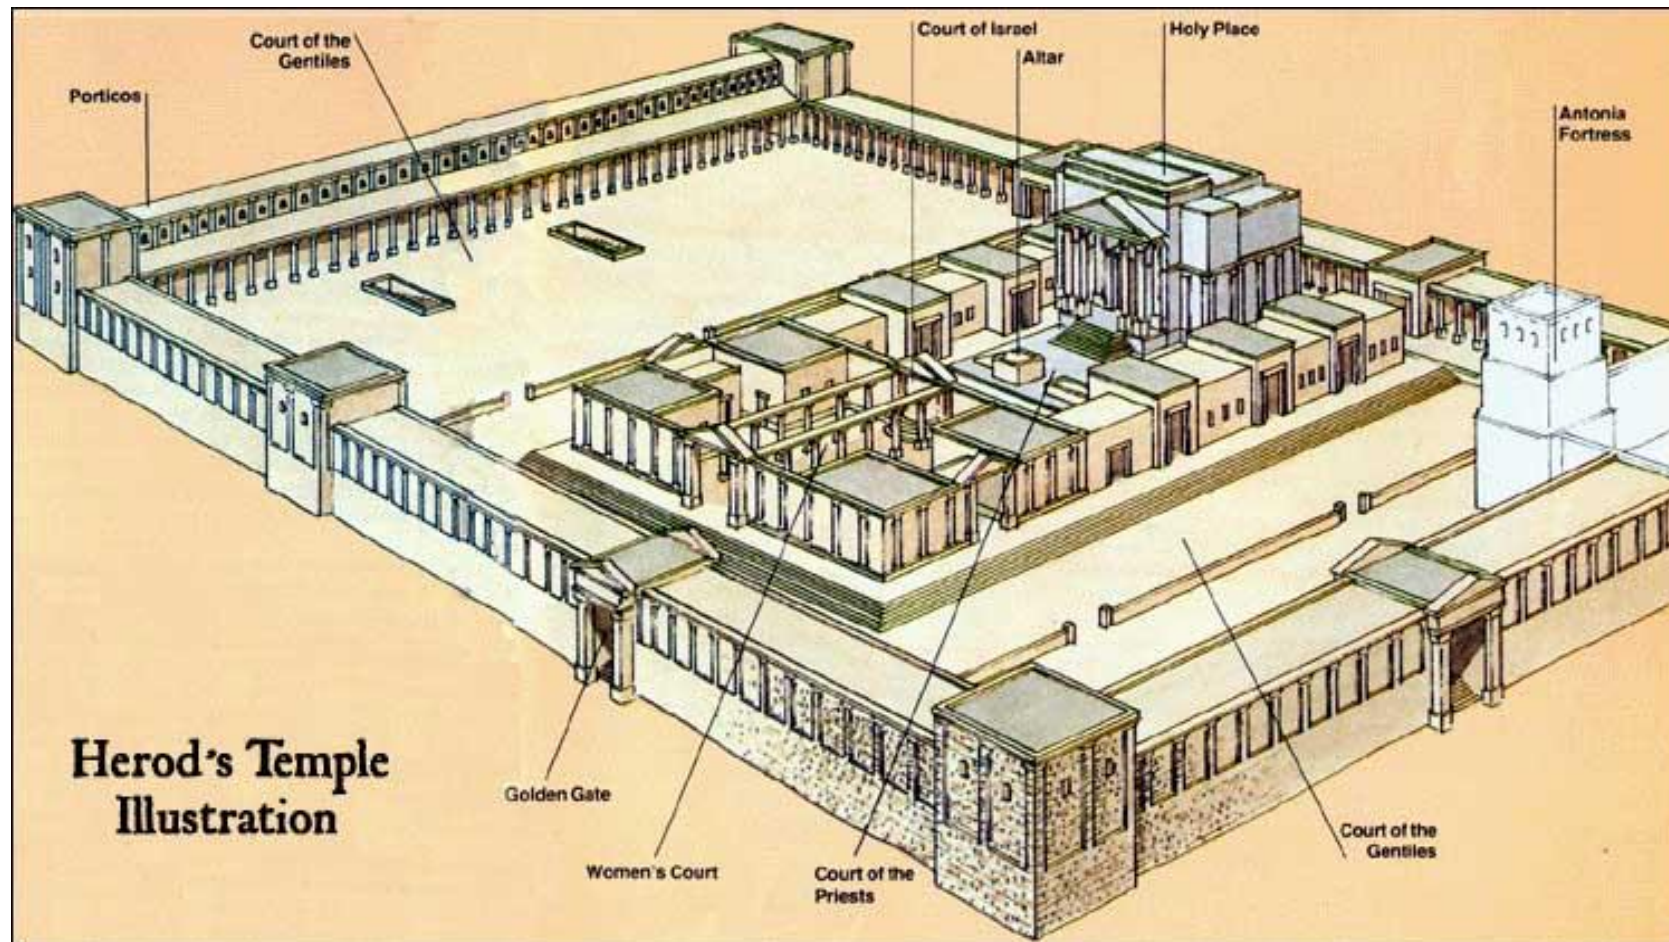 Court of the
Gentiles
Court of Israel
Holy Place
Altar
Porticos
Antonia
Fortress
Herod's Temple
Illustration
Golden Gate
Women's Court
Court of the
Priests
Court of the
Gentiles